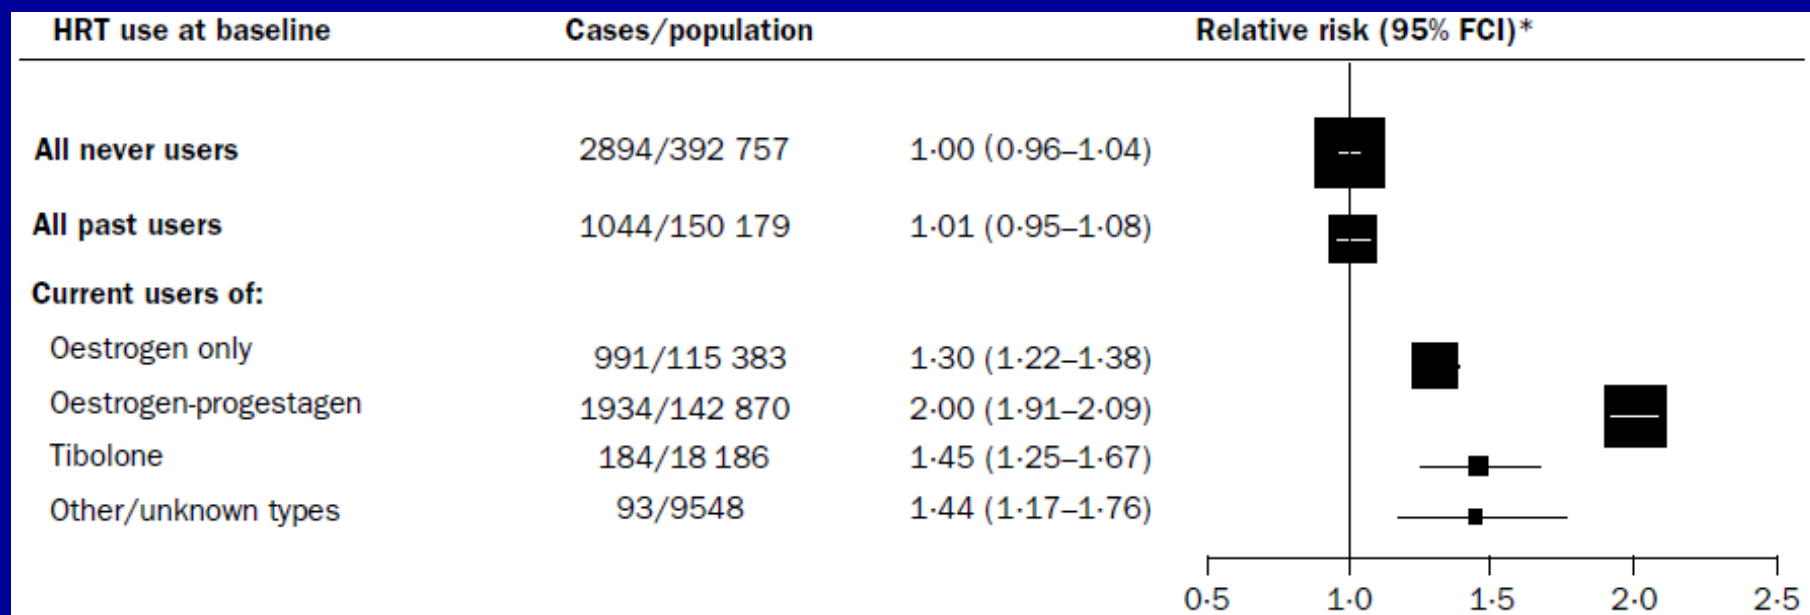 HRT use at baseline Cases/population Relative risk (95% FCI)*
All never users 2894/392 757 1·00 (0·96–1·04)
All past users 1044/150 179 1·01 (0·95–1·08)
Current users of:
Oestrogen only 991/115 383 1·30 (1·22–1·38)
Oestrogen-progestagen 1934/142 870 2·00 (1·91–2·09)
Tibolone 184/18 186 1·45 (1·25–1·67)
Other/unknown types 93/9548 1·44 (1·17–1·76)
0·5 1·0 1·5 2·0 2·5